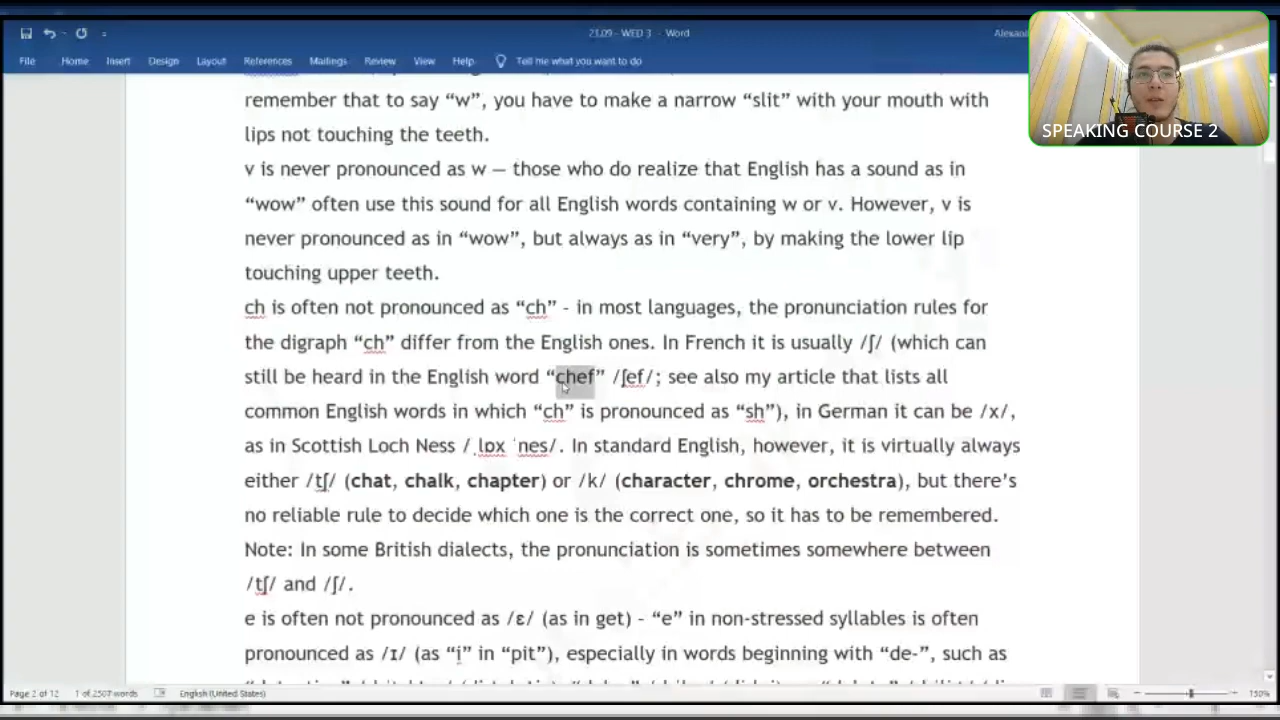 21.09 - WED 3 - Word
File Home Insert Design Layout References Mailings Review View Help Tell me what you want to do
SPEAKING COURSE 2
remember that to say “w”, you have to make a narrow “slit” with your mouth with
lips not touching the teeth.
v is never pronounced as w — those who do realize that English has a sound as in
“wow” often use this sound for all English words containing w or v. However, v is
never pronounced as in “wow”, but always as in “very”, by making the lower lip
touching upper teeth.
ch is often not pronounced as “ch” - in most languages, the pronunciation rules for
the digraph “ch” differ from the English ones. In French it is usually /ʃ/ (which can
still be heard in the English word “chef” /ʃef/; see also my article that lists all
common English words in which “ch” is pronounced as “sh”), in German it can be /x/,
as in Scottish Loch Ness /ˌlɒx ˈnes/. In standard English, however, it is virtually always
either /tʃ/ (chat, chalk, chapter) or /k/ (character, chrome, orchestra), but there’s
no reliable rule to decide which one is the correct one, so it has to be remembered.
Note: In some British dialects, the pronunciation is sometimes somewhere between
/tʃ/ and /ʃ/.
e is often not pronounced as /ɛ/ (as in get) - “e” in non-stressed syllables is often
pronounced as /ɪ/ (as “i” in “pit”), especially in words beginning with “de-”, such as
Page 2 of 12 1 of 2507 words English (United States) 150%